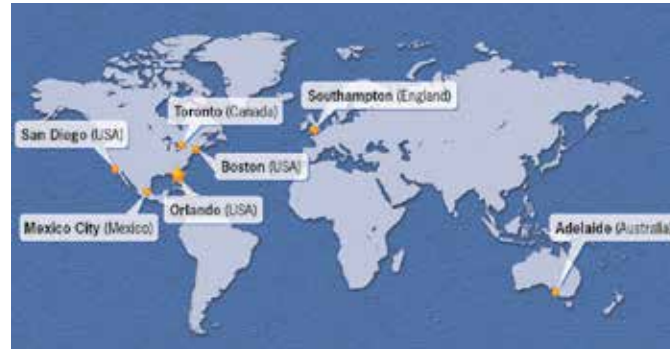 Southampton (England)
Toronto (Canada)
San Diego (USA)
Boston (USA)
Orlando (USA)
Mexico City (Mexico)
Adelaide (Australia)